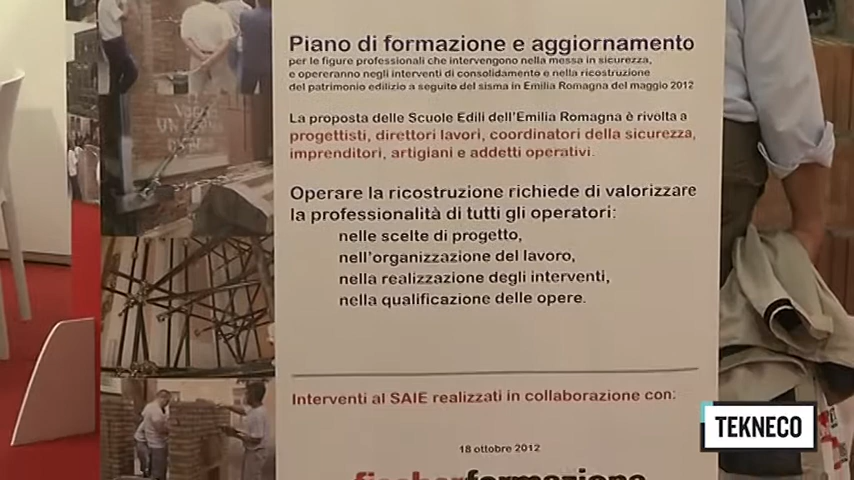 Piano di formazione e aggiornamento
per le figure professionali che intervengono nella messa in sicurezza,
e opereranno negli interventi di consolidamento e nella ricostruzione
del patrimonio edilizio a seguito del sisma in Emilia Romagna del maggio 2012
La proposta delle Scuole Edili dell'Emilia Romagna è rivolta a
progettisti, direttori lavori, coordinatori della sicurezza,
imprenditori, artigiani e addetti operativi.
Operare la ricostruzione richiede di valorizzare
la professionalità di tutti gli operatori:
nelle scelte di progetto,
nell'organizzazione del lavoro,
nella realizzazione degli interventi,
nella qualificazione delle opere.
Interventi al SAIE realizzati in collaborazione con:
TEKNECO
18 ottobre 2012
fischerformazione